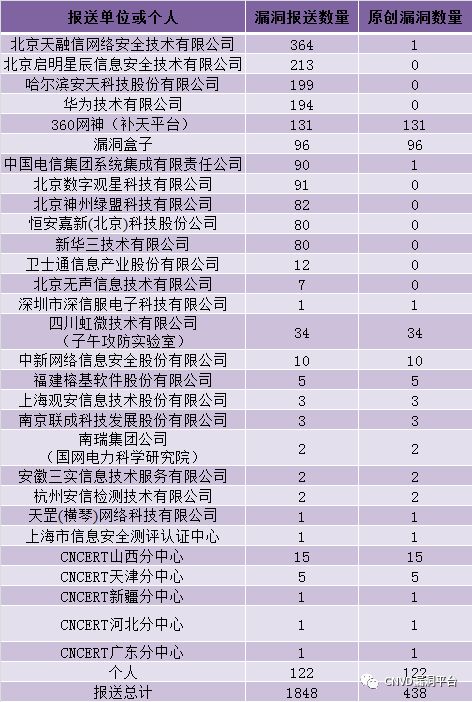 报送单位或个人 漏洞报送数量 原创漏洞数量
北京天融信网络安全技术有限公司 364 1
北京启明星辰信息安全技术有限公司 213 0
哈尔滨安天科技股份有限公司 199 0
华为技术有限公司 194 0
360网神（补天平台） 131 131
漏洞盒子 96 96
中国电信集团系统集成有限责任公司 90 1
北京数字观星科技有限公司 91 0
北京神州绿盟科技有限公司 82 0
恒安嘉新(北京)科技股份公司 80 0
新华三技术有限公司 80 0
卫士通信息产业股份有限公司 12 0
北京无声信息技术有限公司 7 0
深圳市深信服电子科技有限公司 1 1
四川虹微技术有限公司
（子午攻防实验室） 34 34
中新网络信息安全股份有限公司 10 10
福建榕基软件股份有限公司 5 5
上海观安信息技术股份有限公司 3 3
南京联成科技发展股份有限公司 3 3
南瑞集团公司
（国网电力科学研究院） 2 2
安徽三实信息技术服务有限公司 2 2
杭州安信检测技术有限公司 2 2
天罡(横琴)网络科技有限公司 1 1
上海市信息安全测评认证中心 1 1
CNCERT山西分中心 15 15
CNCERT天津分中心 5 5
CNCERT新疆分中心 1 1
CNCERT河北分中心 1 1
CNCERT广东分中心 1 1
个人 122 122
报送总计 1848 438
CNVD漏洞平台